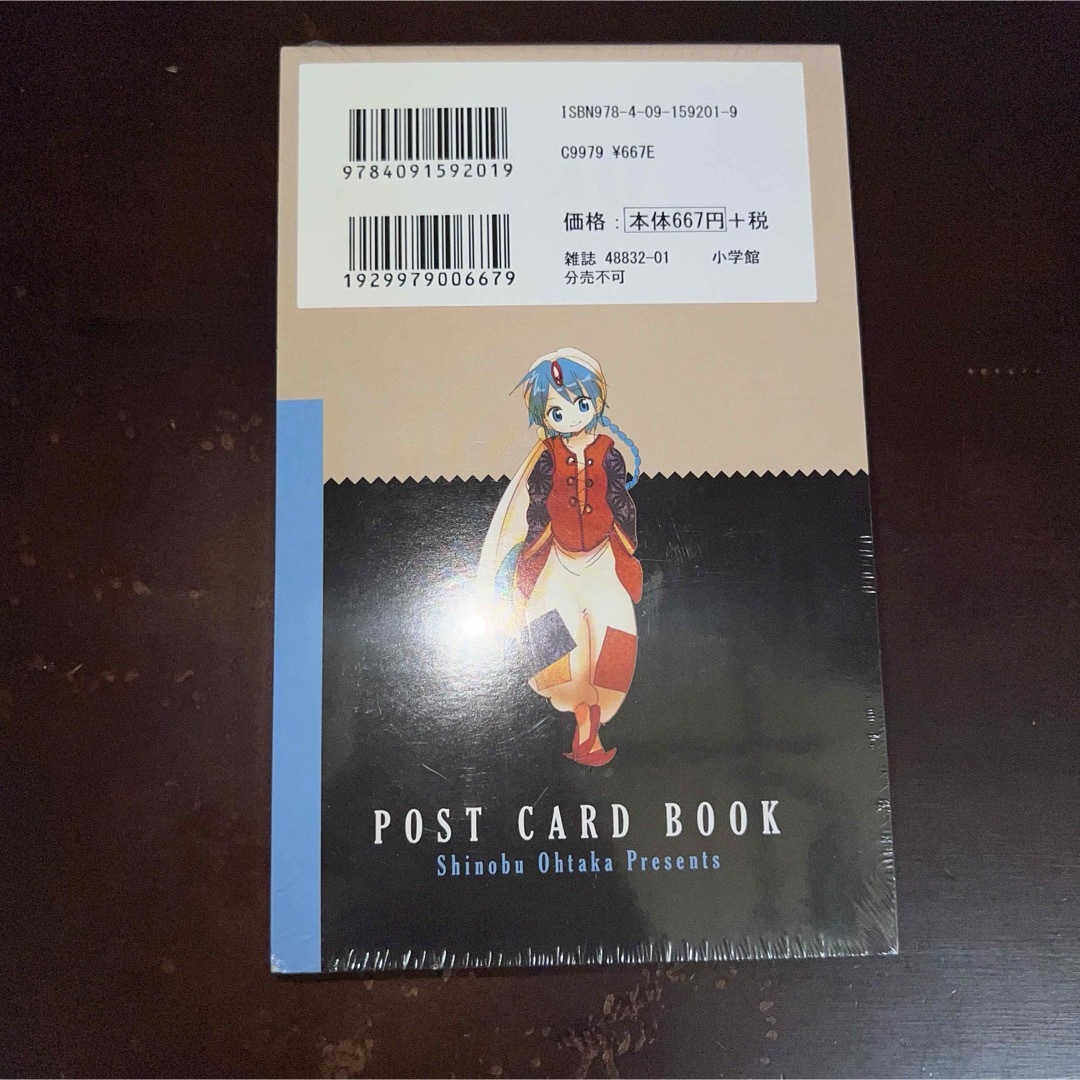 ISBN978-4-09-159201-9
9784091592019
C9979 ¥667E
価格：本体667円＋税
1929979006679
雑誌 48832-01 小学館
分売不可
POST CARD BOOK
Shinobu Ohtaka Presents